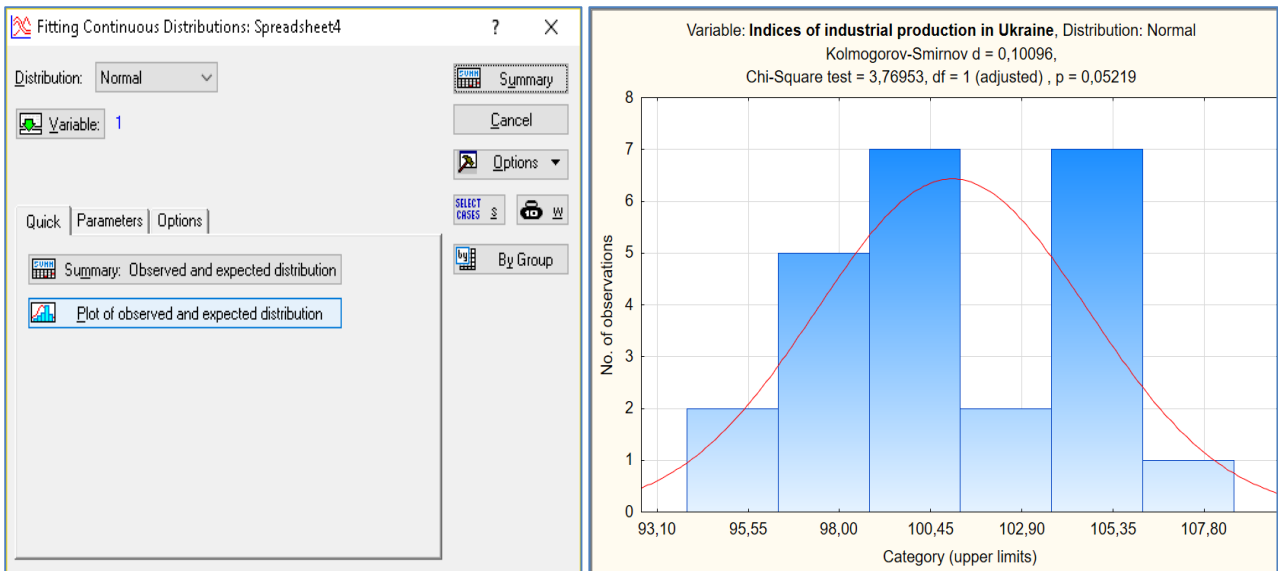 Fitting Continuous Distributions: Spreadsheet4 ? X
Distribution: Normal
Summary
Variable: 1
Cancel
Options
SELECT CASES S
W
By Group
Quick Parameters Options
Summary: Observed and expected distribution
Plot of observed and expected distribution
Variable: Indices of industrial production in Ukraine, Distribution: Normal
Kolmogorov-Smirnov d = 0,10096,
Chi-Square test = 3,76953, df = 1 (adjusted) , p = 0,05219
No. of observations
8
7
6
5
4
3
2
1
0
93,10 95,55 98,00 100,45 102,90 105,35 107,80
Category (upper limits)